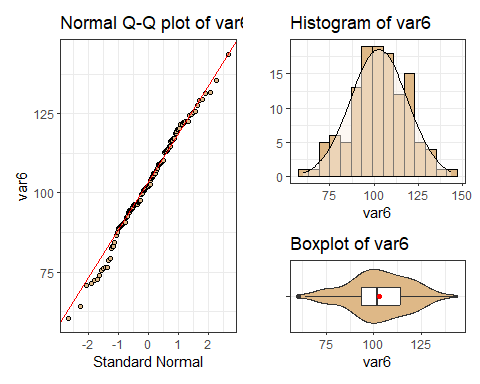 Normal Q-Q plot of var6
var6
125
100
75
-2 -1 0 1 2
Standard Normal
Histogram of var6
15
10
5
0
75 100 125 150
var6
Boxplot of var6
75 100 125
var6